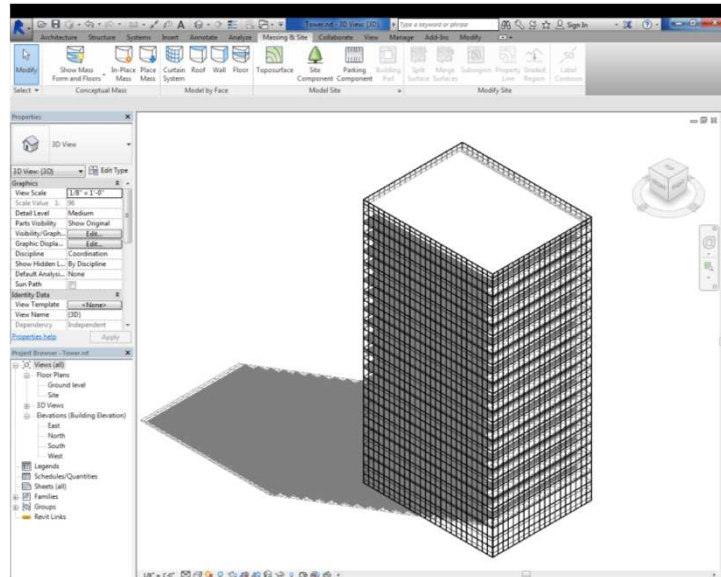 Tower.rvt - 3D View: {3D}
Type a keyword or phrase
Sign In
Architecture Structure Systems Insert Annotate Analyze Massing & Site Collaborate View Manage Add-Ins Modify
Modify
Show Mass Form and Floors
In-Place Mass
Place Mass
Curtain System
Roof
Wall
Floor
Toposurface
Site Component
Parking Component
Building Pad
Split Surface
Merge Surfaces
Subregion
Property Line
Graded Region
Label Contours
Select
Conceptual Mass
Model by Face
Model Site
Modify Site
Properties
3D View
3D View: {3D}
Edit Type
Graphics
View Scale 1/8" = 1'-0"
Scale Value 1: 96
Detail Level Medium
Parts Visibility Show Original
Visibility/Graph... Edit...
Graphic Displa... Edit...
Discipline Coordination
Show Hidden L... By Discipline
Default Analysi... None
Sun Path
Identity Data
View Template <None>
View Name {3D}
Dependency Independent
Properties help
Apply
Project Browser - Tower.rvt
Views (all)
Floor Plans
Ground level
Site
3D Views
Elevations (Building Elevation)
East
North
South
West
Legends
Schedules/Quantities
Sheets (all)
Families
Groups
Revit Links
1/8" = 1'-0"